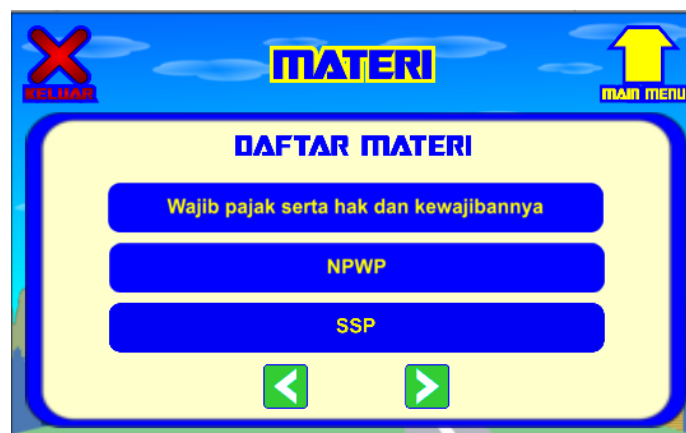 MATERI
KELUAR
MAIN MENU
DAFTAR MATERI
Wajib pajak serta hak dan kewajibannya
NPWP
SSP